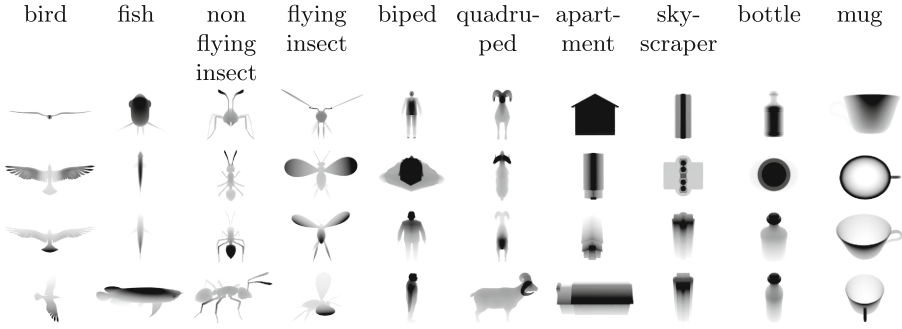 bird fish non flying biped quadru- apart- sky- bottle mug
flying insect ped ment scraper
insect